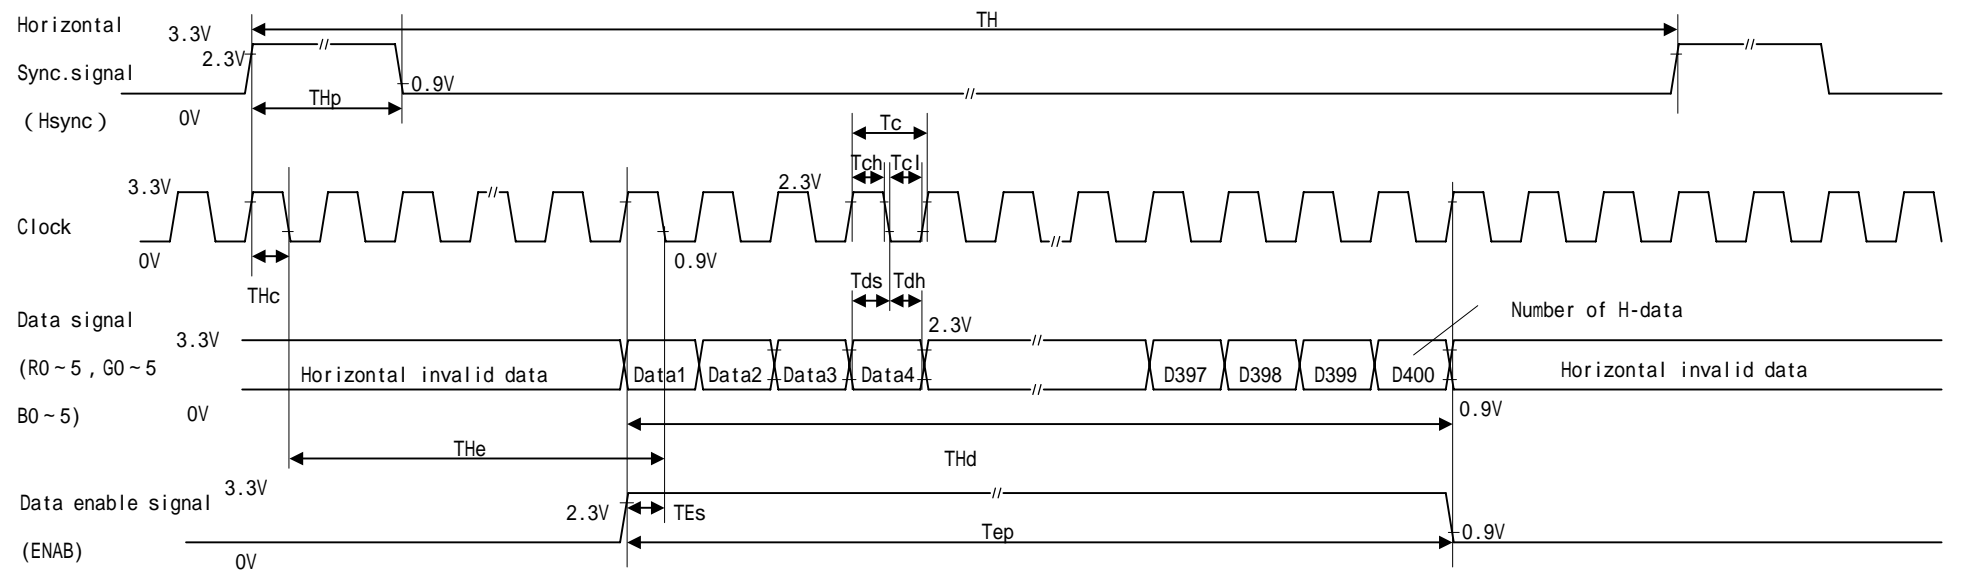 Horizontal
3.3V
TH
2.3V
Sync.signal
0.9V
THp
(Hsync)
0V
Tc
Tch
Tcl
3.3V
2.3V
Clock
0V
0.9V
THc
Tds
Tdh
Data signal
3.3V
2.3V
Number of H-data
(R0~5,G0~5
Horizontal invalid data
Data1
Data2
Data3
Data4
D397
D398
D399
D400
Horizontal invalid data
B0~5)
0V
0.9V
THe
THd
Data enable signal
3.3V
2.3V
TEs
(ENAB)
Tep
0.9V
0V